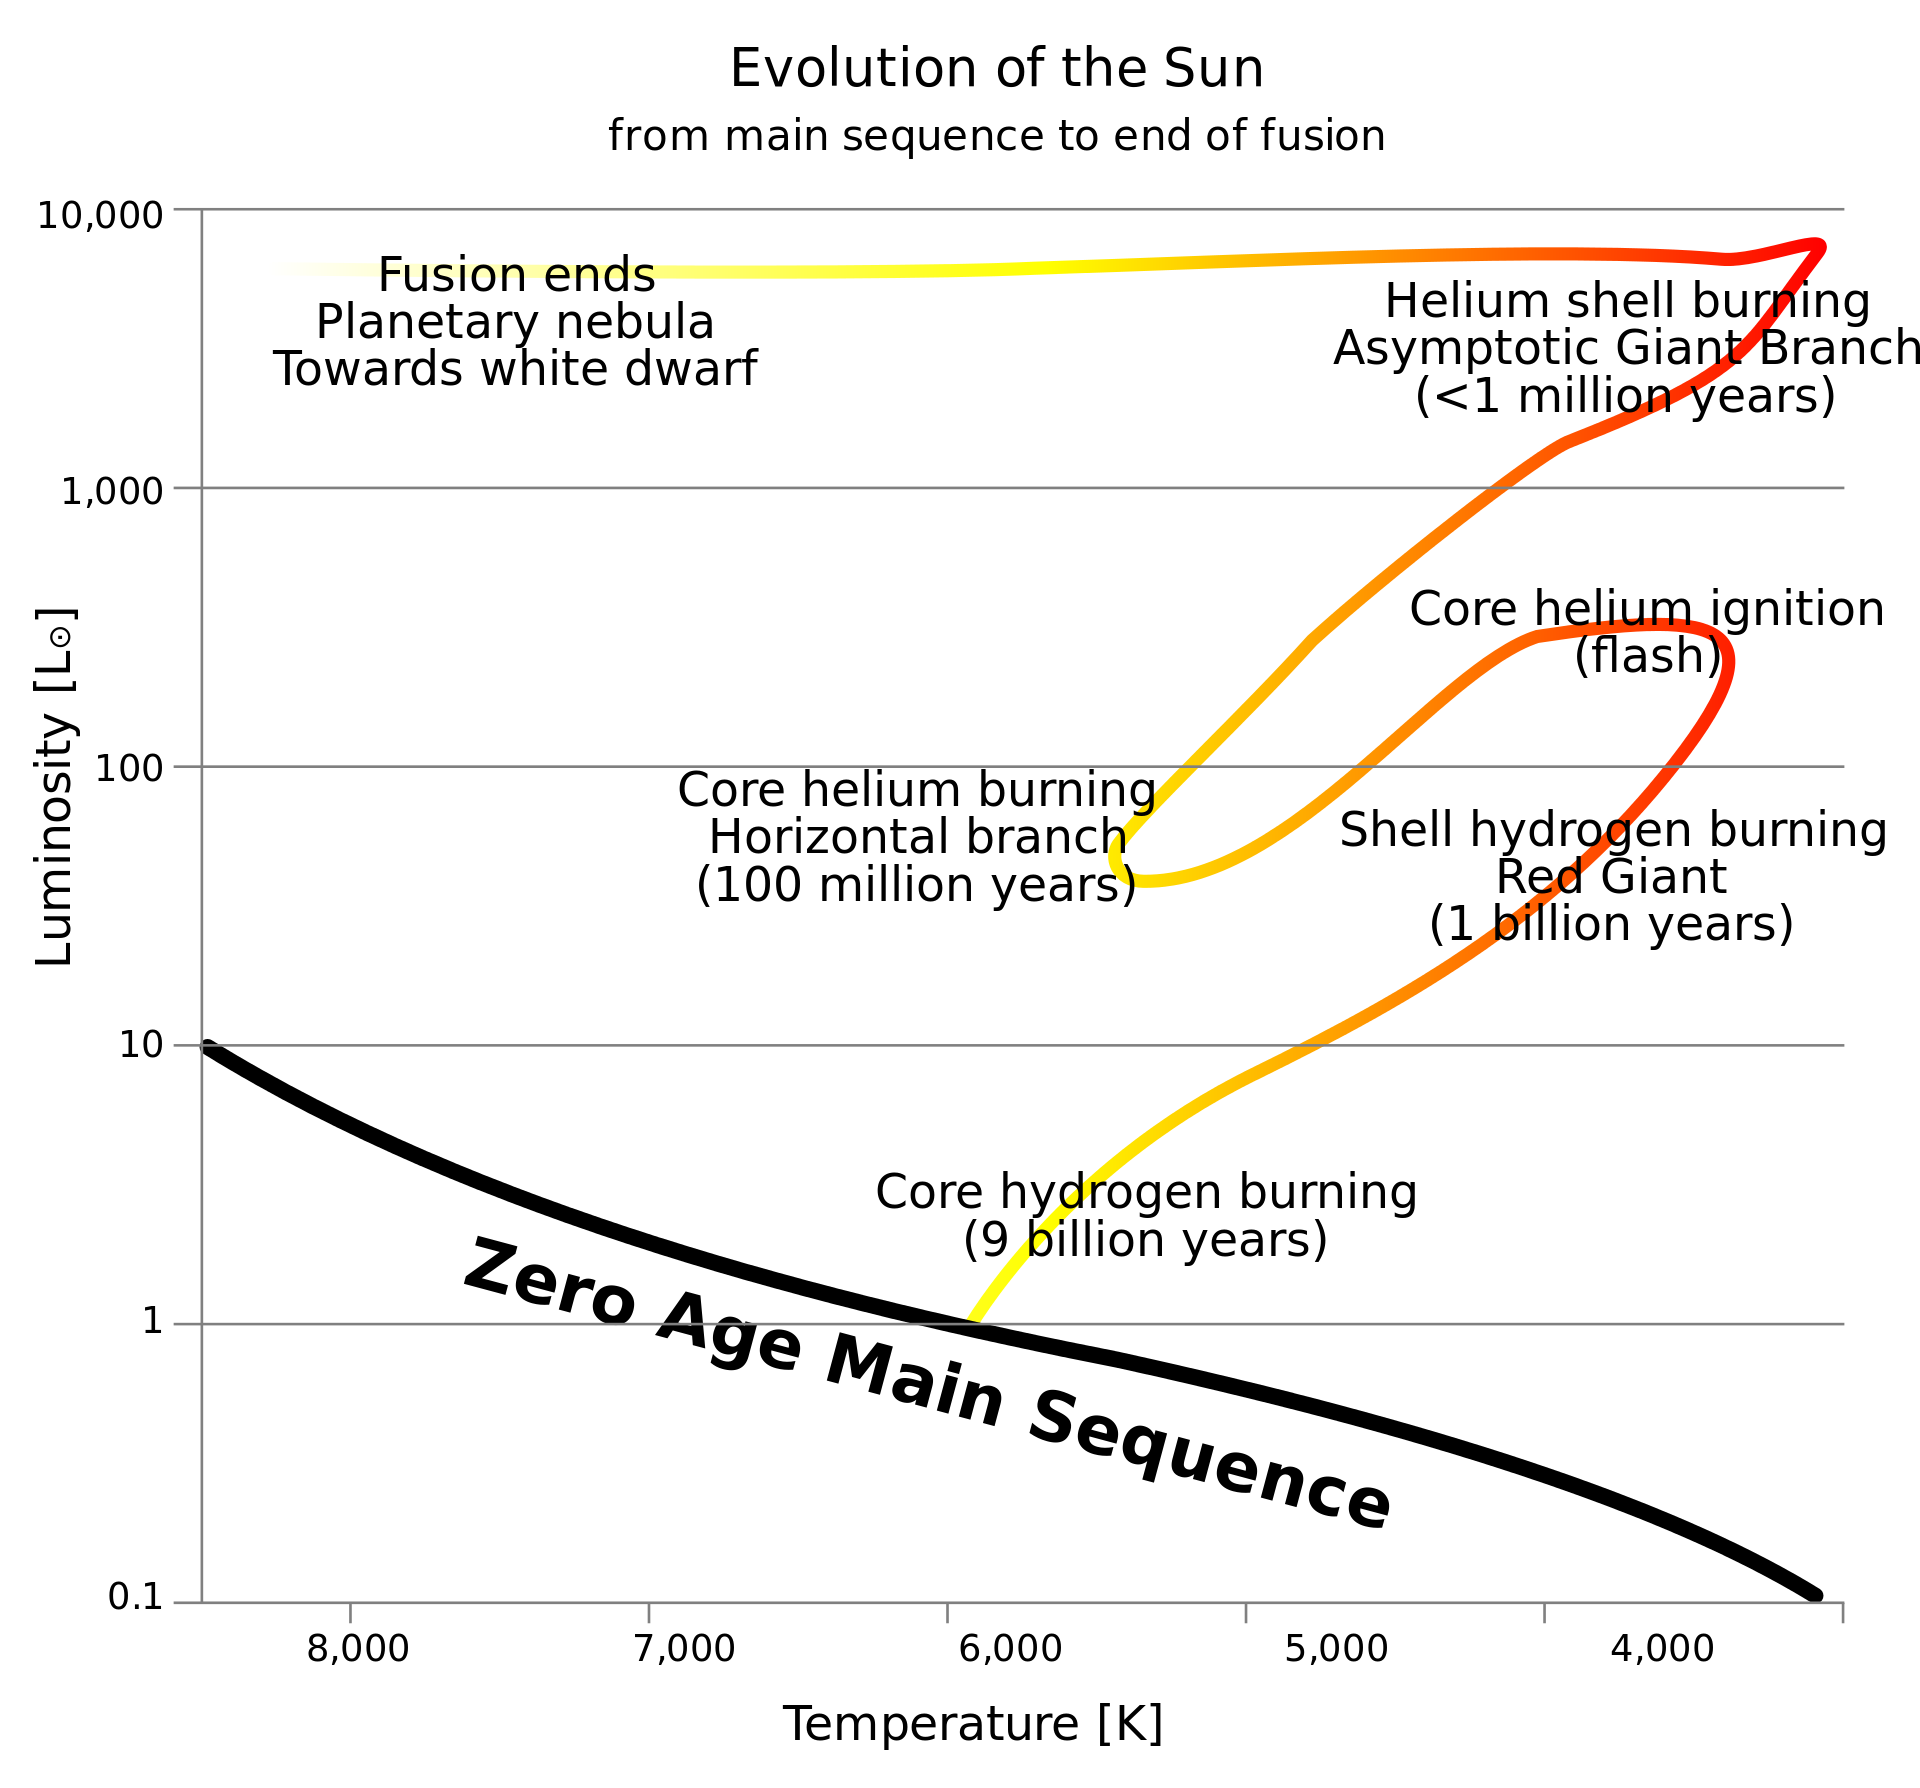 Evolution of the Sun
from main sequence to end of fusion
10,000
Fusion ends
Planetary nebula
Towards white dwarf
Helium shell burning
Asymptotic Giant Branch
(<1 million years)
1,000
Core helium ignition
(flash)
Luminosity [L☉]
100
Core helium burning
Horizontal branch
(100 million years)
Shell hydrogen burning
Red Giant
(1 billion years)
10
Core hydrogen burning
(9 billion years)
Zero Age Main Sequence
1
0.1
8,000
7,000
6,000
5,000
4,000
Temperature [K]